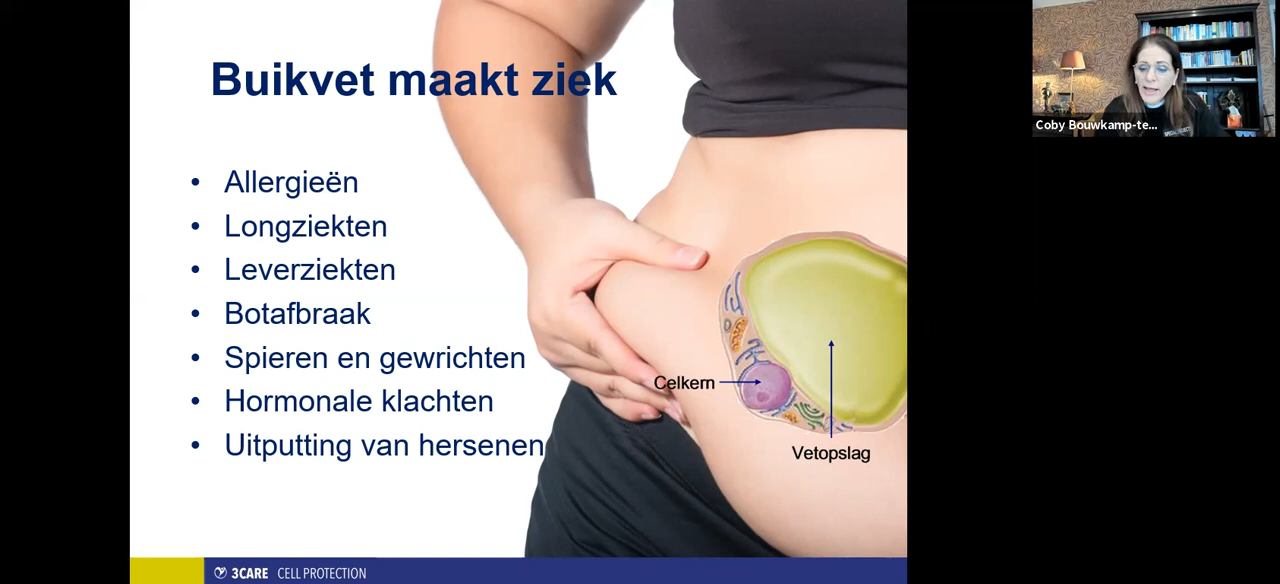 Buikvet maakt ziek
• Allergieën
• Longziekten
• Leverziekten
• Botafbraak
• Spieren en gewrichten
• Hormonale klachten
• Uitputting van hersenen
Celkern
Vetopslag
3CARE CELL PROTECTION
Coby Bouwkamp-te...